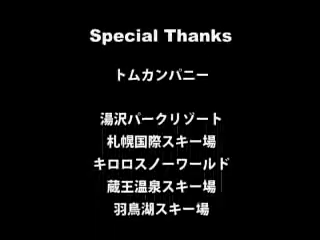 Special Thanks
トムカンパニー
湯沢パークリゾート
札幌国際スキー場
キロロスノーワールド
蔵王温泉スキー場
羽鳥湖スキー場